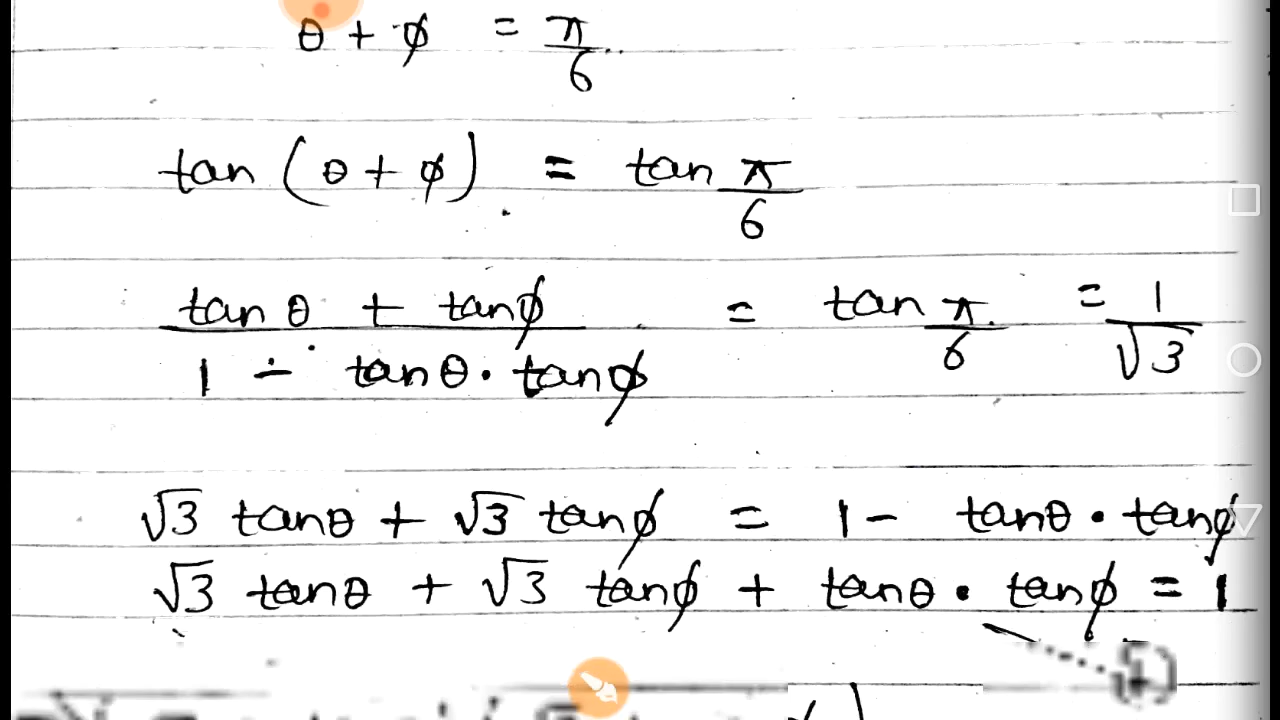 θ + φ = π/6
tan (θ + φ) = tan π/6
(tan θ + tan φ)/(1 - tan θ · tan φ) = tan π/6 = 1/√3
√3 tan θ + √3 tan φ = 1 - tan θ · tan φ
√3 tan θ + √3 tan φ + tan θ · tan φ = 1